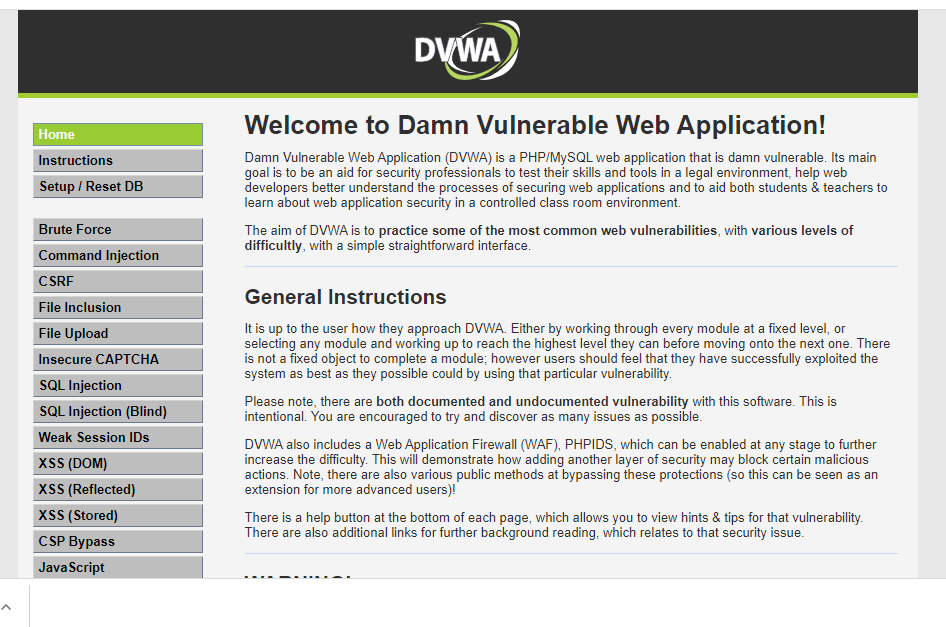 DVWA
Home
Instructions
Setup / Reset DB
Brute Force
Command Injection
CSRF
File Inclusion
File Upload
Insecure CAPTCHA
SQL Injection
SQL Injection (Blind)
Weak Session IDs
XSS (DOM)
XSS (Reflected)
XSS (Stored)
CSP Bypass
JavaScript
Welcome to Damn Vulnerable Web Application!
Damn Vulnerable Web Application (DVWA) is a PHP/MySQL web application that is damn vulnerable. Its main
goal is to be an aid for security professionals to test their skills and tools in a legal environment, help web
developers better understand the processes of securing web applications and to aid both students & teachers to
learn about web application security in a controlled class room environment.
The aim of DVWA is to practice some of the most common web vulnerabilities, with various levels of
difficultly, with a simple straightforward interface.
General Instructions
It is up to the user how they approach DVWA. Either by working through every module at a fixed level, or
selecting any module and working up to reach the highest level they can before moving onto the next one. There
is not a fixed object to complete a module; however users should feel that they have successfully exploited the
system as best as they possible could by using that particular vulnerability.
Please note, there are both documented and undocumented vulnerability with this software. This is
intentional. You are encouraged to try and discover as many issues as possible.
DVWA also includes a Web Application Firewall (WAF), PHPIDS, which can be enabled at any stage to further
increase the difficulty. This will demonstrate how adding another layer of security may block certain malicious
actions. Note, there are also various public methods at bypassing these protections (so this can be seen as an
extension for more advanced users)!
There is a help button at the bottom of each page, which allows you to view hints & tips for that vulnerability.
There are also additional links for further background reading, which relates to that security issue.
WARNING!